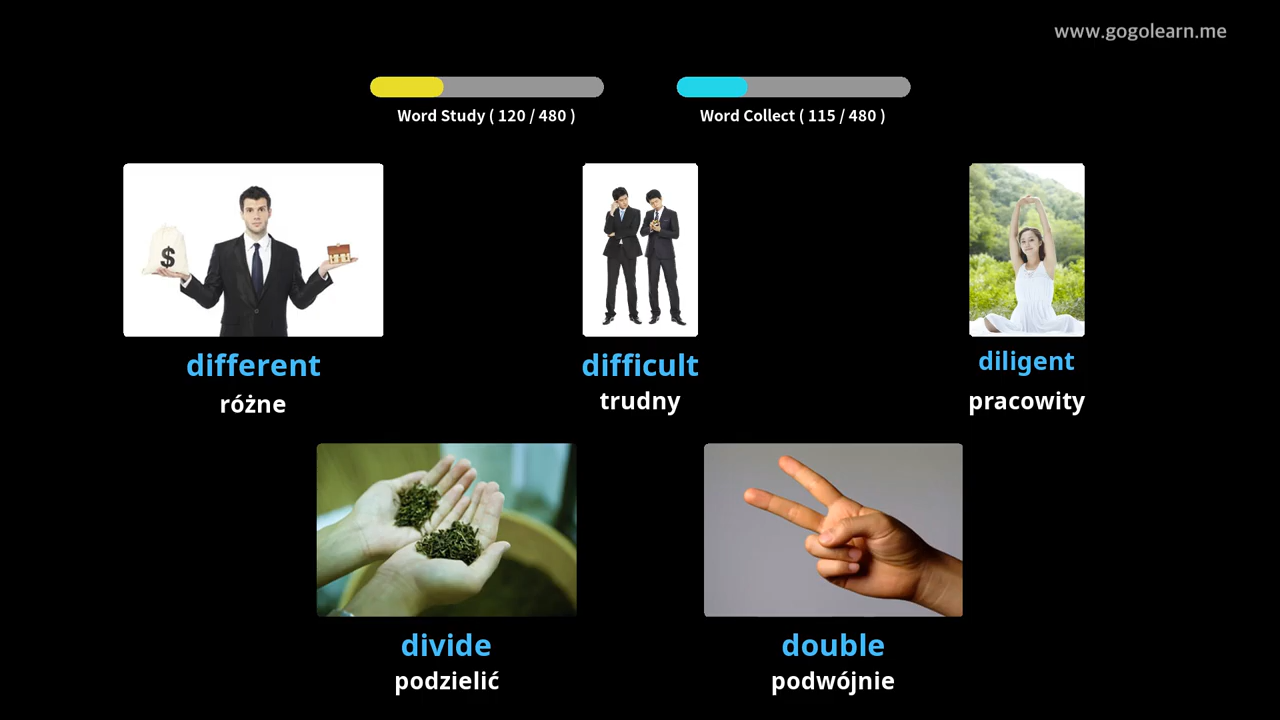 www.gogolearn.me
Word Study ( 120 / 480 )
Word Collect ( 115 / 480 )
$
different
różne
difficult
trudny
diligent
pracowity
divide
podzielić
double
podwójnie